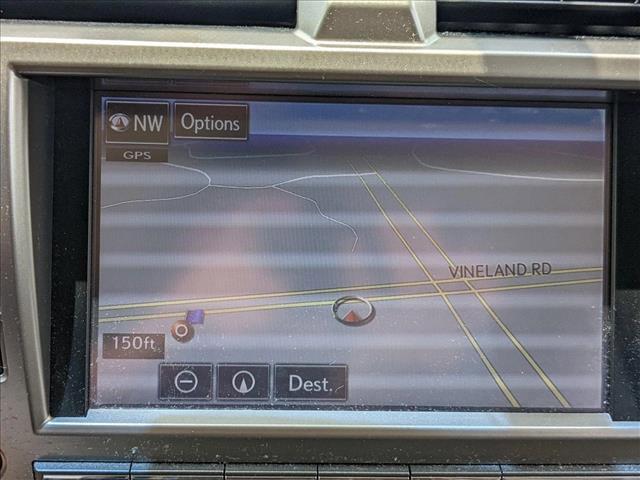 NW
Options
GPS
VINELAND RD
150ft
Dest.